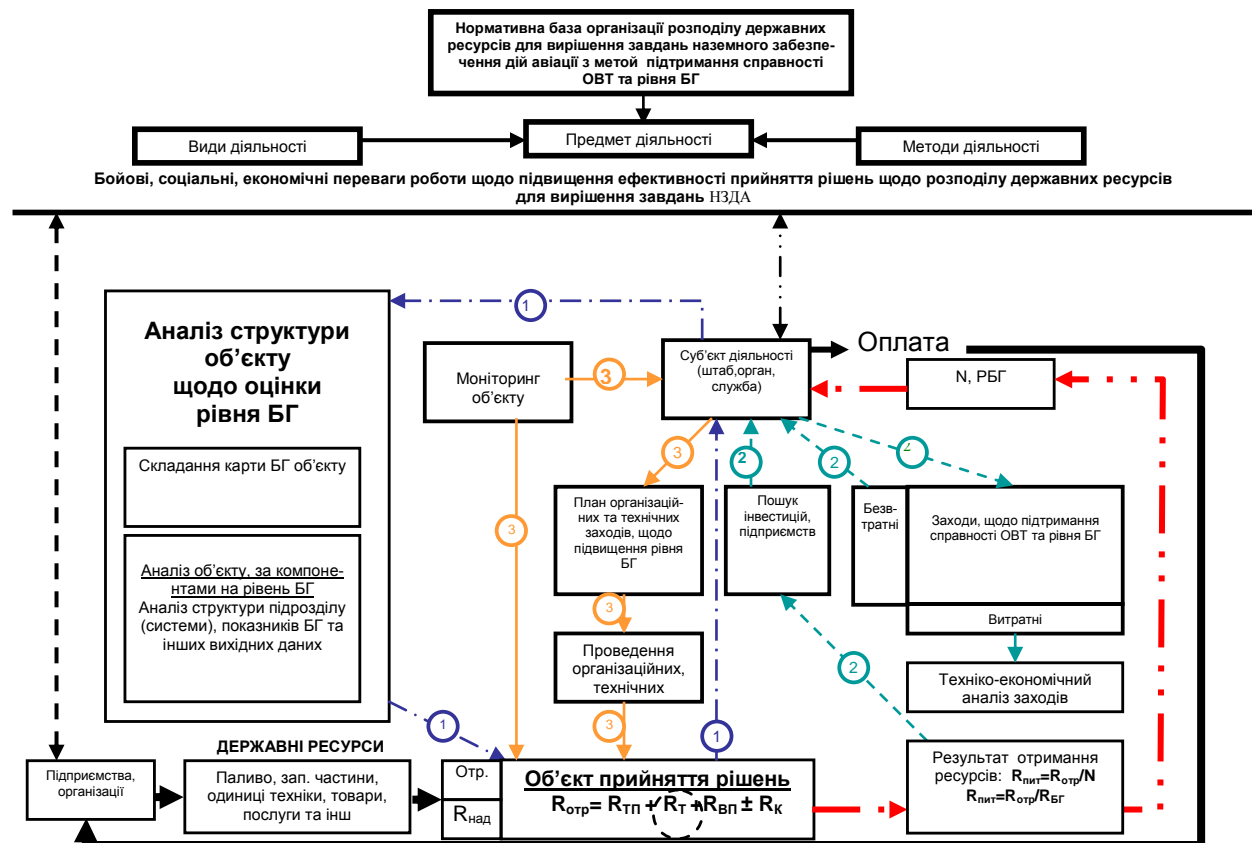 Нормативна база організації розподілу державних
ресурсів для вирішення завдань наземного забезпе-
чення дій авіації з метою підтримання справності
ОВТ та рівня БГ
Види діяльності
Предмет діяльності
Методи діяльності
Бойові, соціальні, економічні переваги роботи щодо підвищення ефективності прийняття рішень щодо розподілу державних ресурсів
для вирішення завдань НЗДА
1
Аналіз структури
об’єкту
щодо оцінки
рівня БГ
Складання карти БГ об’єкту
Аналіз об’єкту, за компоне-
нтами на рівень БГ
Аналіз структури підрозділу
(системи), показників БГ та
інших вихідних даних
Моніторинг
об’єкту
3
Суб’єкт діяльності
(штаб,орган,
служба)
Оплата
N, РБГ
3
2
2
2
3
План організацій-
них та технічних
заходів, щодо
підвищення рівня
БГ
Пошук
інвестицій,
підприємств
Безв-
тратні
Заходи, щодо підтримання
справності ОВТ та рівня БГ
Витратні
3
Проведення
організаційних,
технічних
2
2
Техніко-економічний
аналіз заходів
1
3
1
ДЕРЖАВНІ РЕСУРСИ
Підприємства,
організації
Паливо, зап. частини,
одиниці техніки, товари,
послуги та інш
Отр.
Rнад
Об’єкт прийняття рішень
Rотр= RТП + RТ + RВП ± RК
Результат отримання
ресурсів: Rпит=Rотр/N
Rпит=Rотр/RБГ